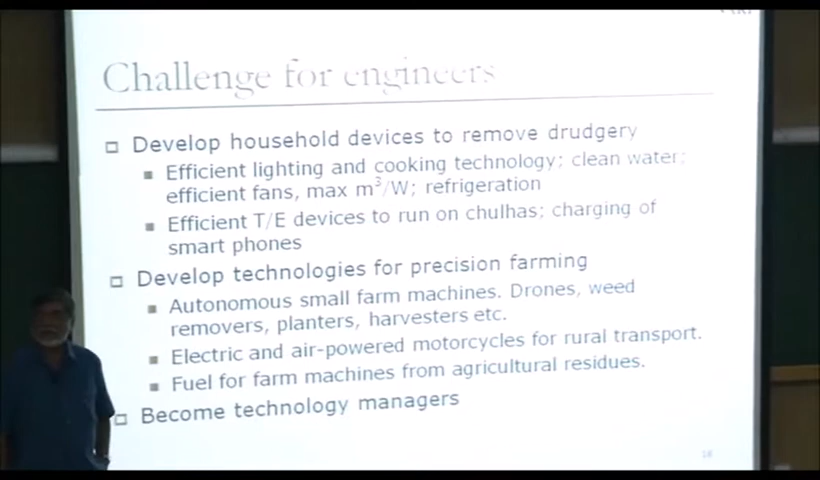 Challenge for engineers
Develop household devices to remove drudgery
Efficient lighting and cooking technology; clean water;
efficient fans, max m³/W; refrigeration
Efficient T/E devices to run on chulhas; charging of
smart phones
Develop technologies for precision farming
Autonomous small farm machines. Drones, weed
removers, planters, harvesters etc.
Electric and air-powered motorcycles for rural transport.
Fuel for farm machines from agricultural residues.
Become technology managers